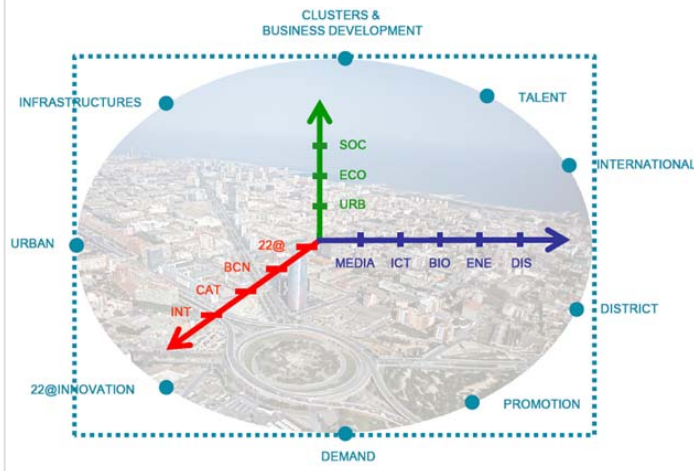 CLUSTERS &
BUSINESS DEVELOPMENT
INFRASTRUCTURES
TALENT
INTERNATIONAL
SOC
ECO
URB
URBAN
22@
BCN
CAT
INT
MEDIA ICT BIO ENE DIS
DISTRICT
22@INNOVATION
PROMOTION
DEMAND